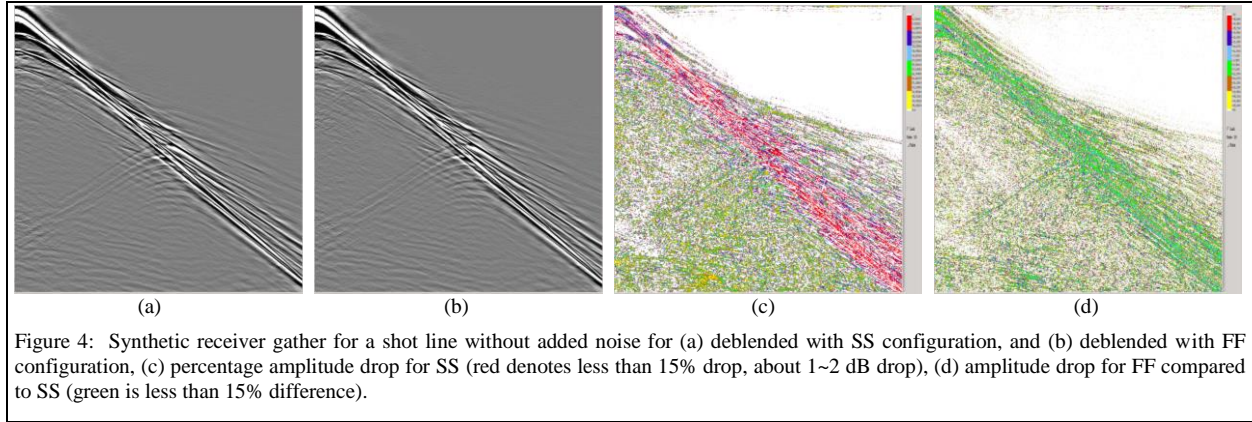 (a)
(b)
(c)
(d)
Figure 4: Synthetic receiver gather for a shot line without added noise for (a) deblended with SS configuration, and (b) deblended with FF
configuration, (c) percentage amplitude drop for SS (red denotes less than 15% drop, about 1~2 dB drop), (d) amplitude drop for FF compared
to SS (green is less than 15% difference).